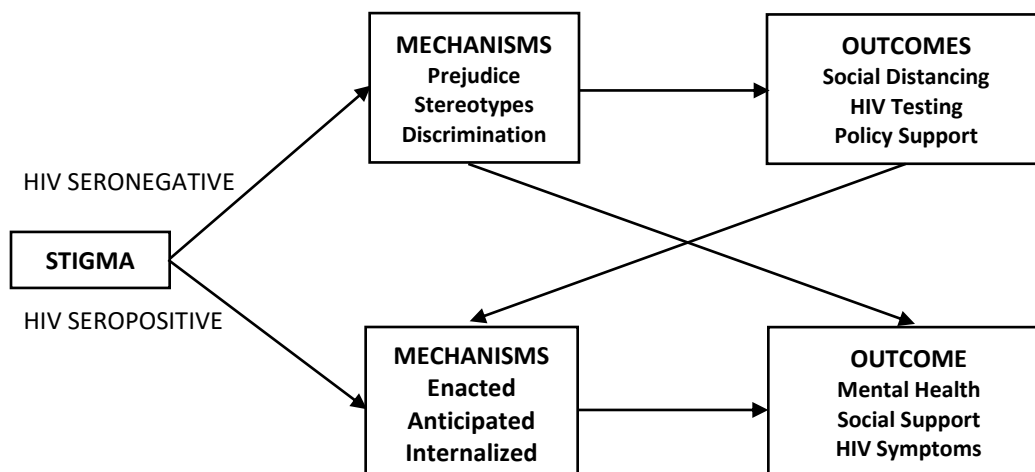 MECHANISMS
Prejudice
Stereotypes
Discrimination
OUTCOMES
Social Distancing
HIV Testing
Policy Support
HIV SERONEGATIVE
STIGMA
HIV SEROPOSITIVE
MECHANISMS
Enacted
Anticipated
Internalized
OUTCOME
Mental Health
Social Support
HIV Symptoms